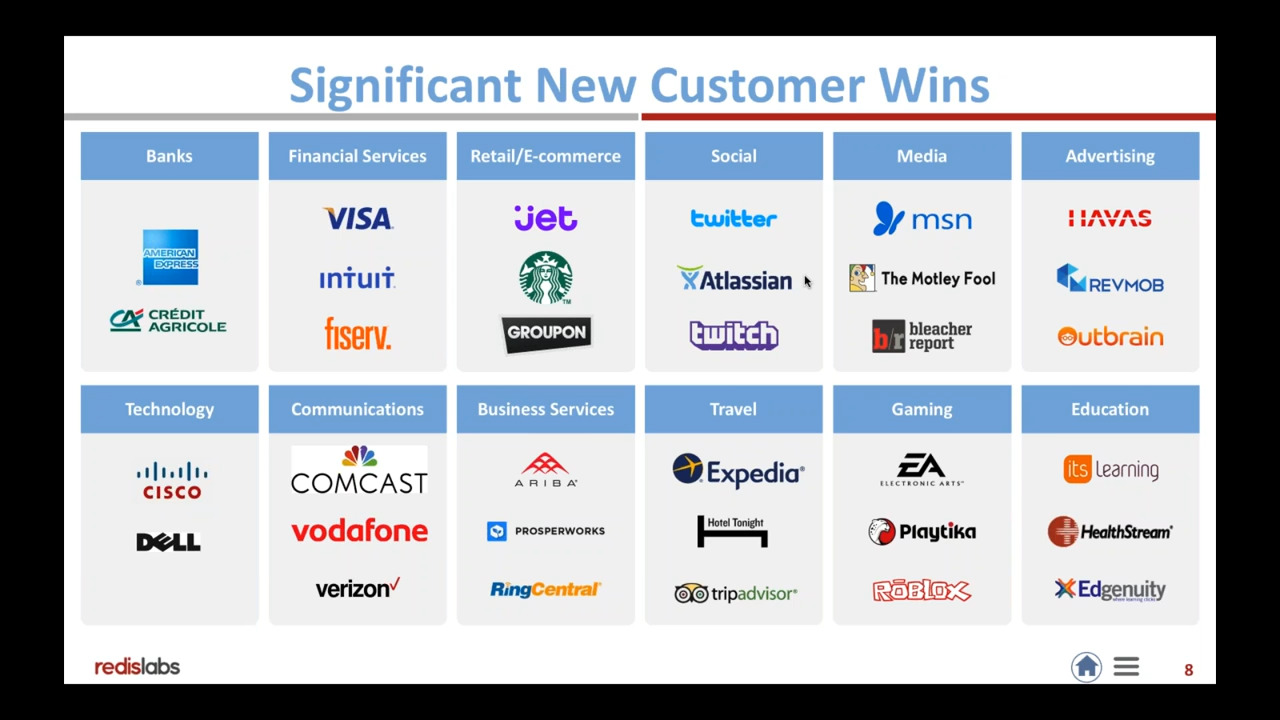 Significant New Customer Wins
Banks
Financial Services
Retail/E-commerce
Social
Media
Advertising
AMERICAN
EXPRESS
®
CRÉDIT
AGRICOLE
VISA
intuit
fiserv.
jet
TM
GROUPON
twitter
Atlassian
twitch
msn
The Motley Fool
b/r bleacher
report
HAVAS
REVMOB
Outbrain
Technology
Communications
Business Services
Travel
Gaming
Education
CISCO
DELL
COMCAST
vodafone
verizon
ARIBA
PROSPERWORKS
RingCentral
Expedia®
Hotel Tonight
tripadvisor®
EA
ELECTRONIC ARTS
Playtika
RŌBLOX
its learning
HealthStream
Edgenuity
redislabs
8